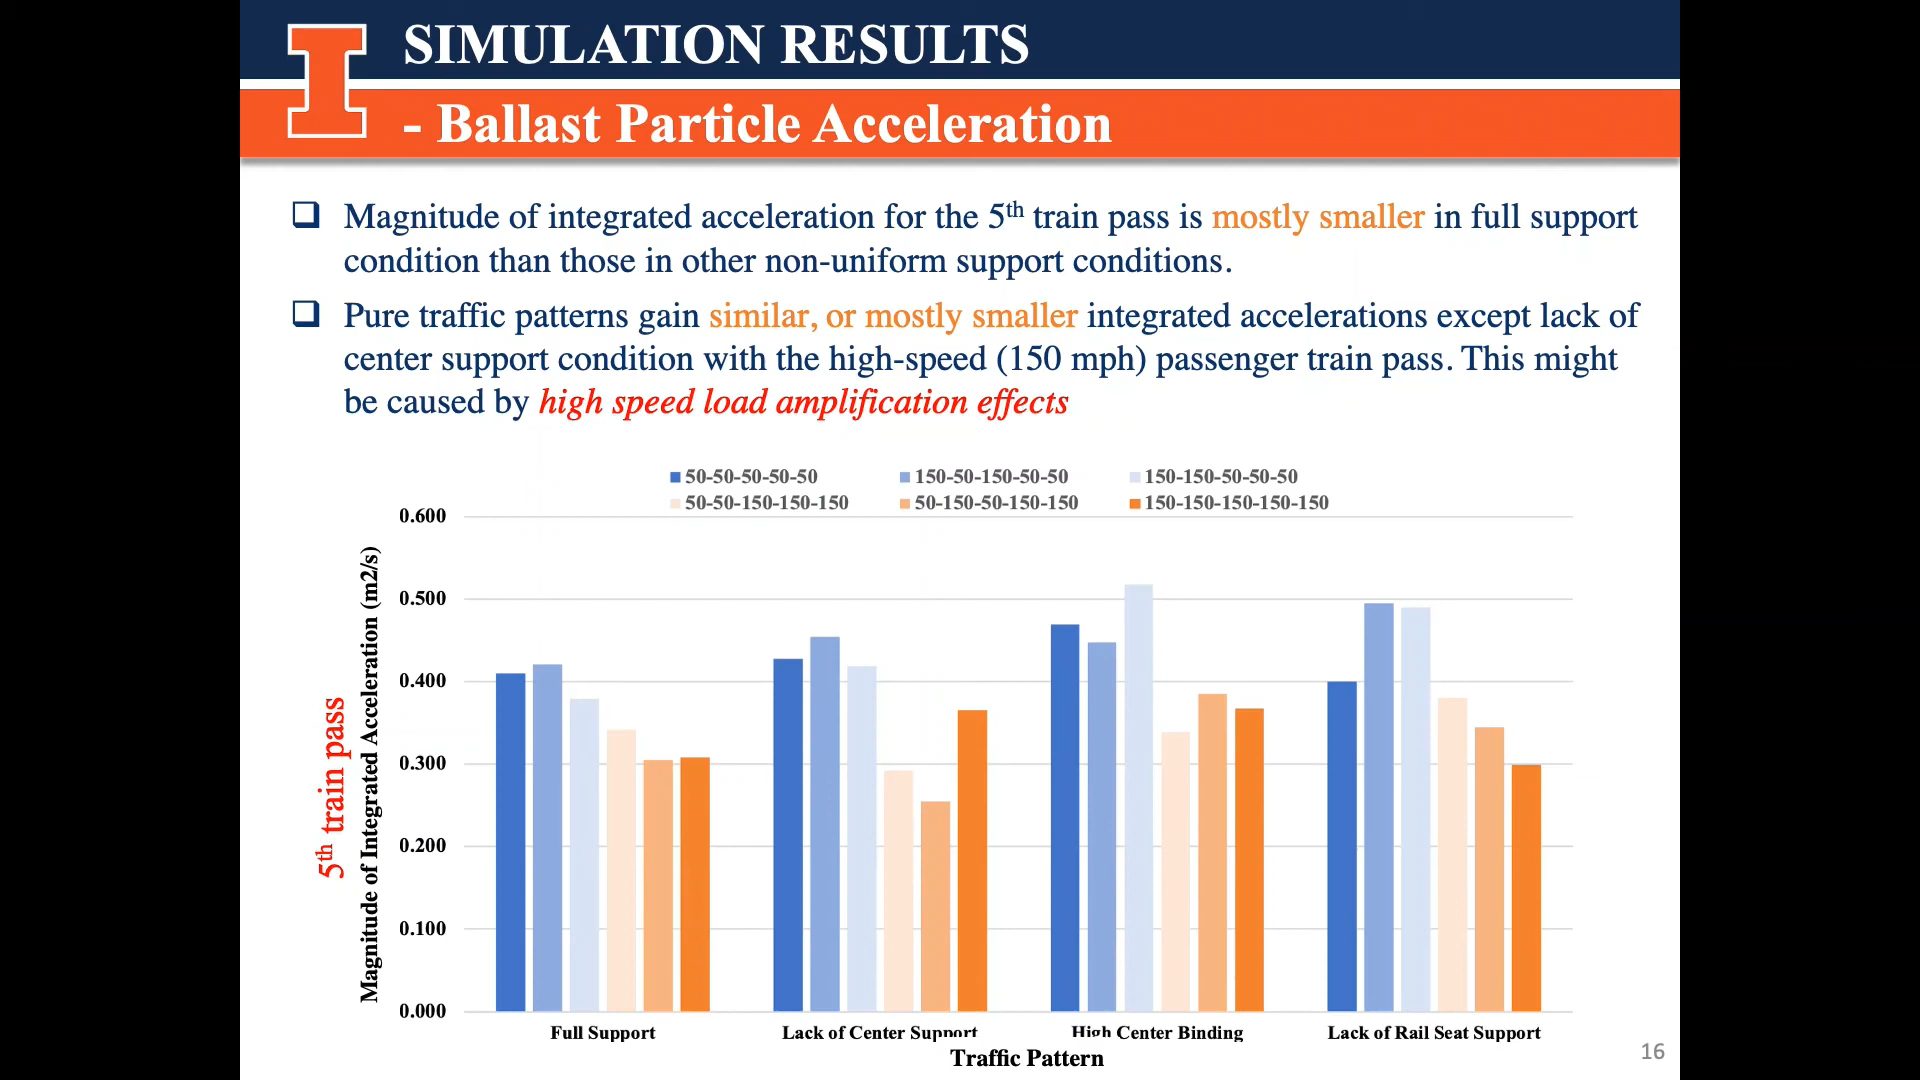 SIMULATION RESULTS
- Ballast Particle Acceleration
Magnitude of integrated acceleration for the 5th train pass is mostly smaller in full support
condition than those in other non-uniform support conditions.
Pure traffic patterns gain similar, or mostly smaller integrated accelerations except lack of
center support condition with the high-speed (150 mph) passenger train pass. This might
be caused by high speed load amplification effects
50-50-50-50-50
150-50-150-50-50
150-150-50-50-50
50-50-150-150-150
50-150-50-150-150
150-150-150-150-150
5th train pass
Magnitude of Integrated Acceleration (m2/s)
0.600
0.500
0.400
0.300
0.200
0.100
0.000
Full Support
Lack of Center Support
High Center Binding
Lack of Rail Seat Support
Traffic Pattern
16